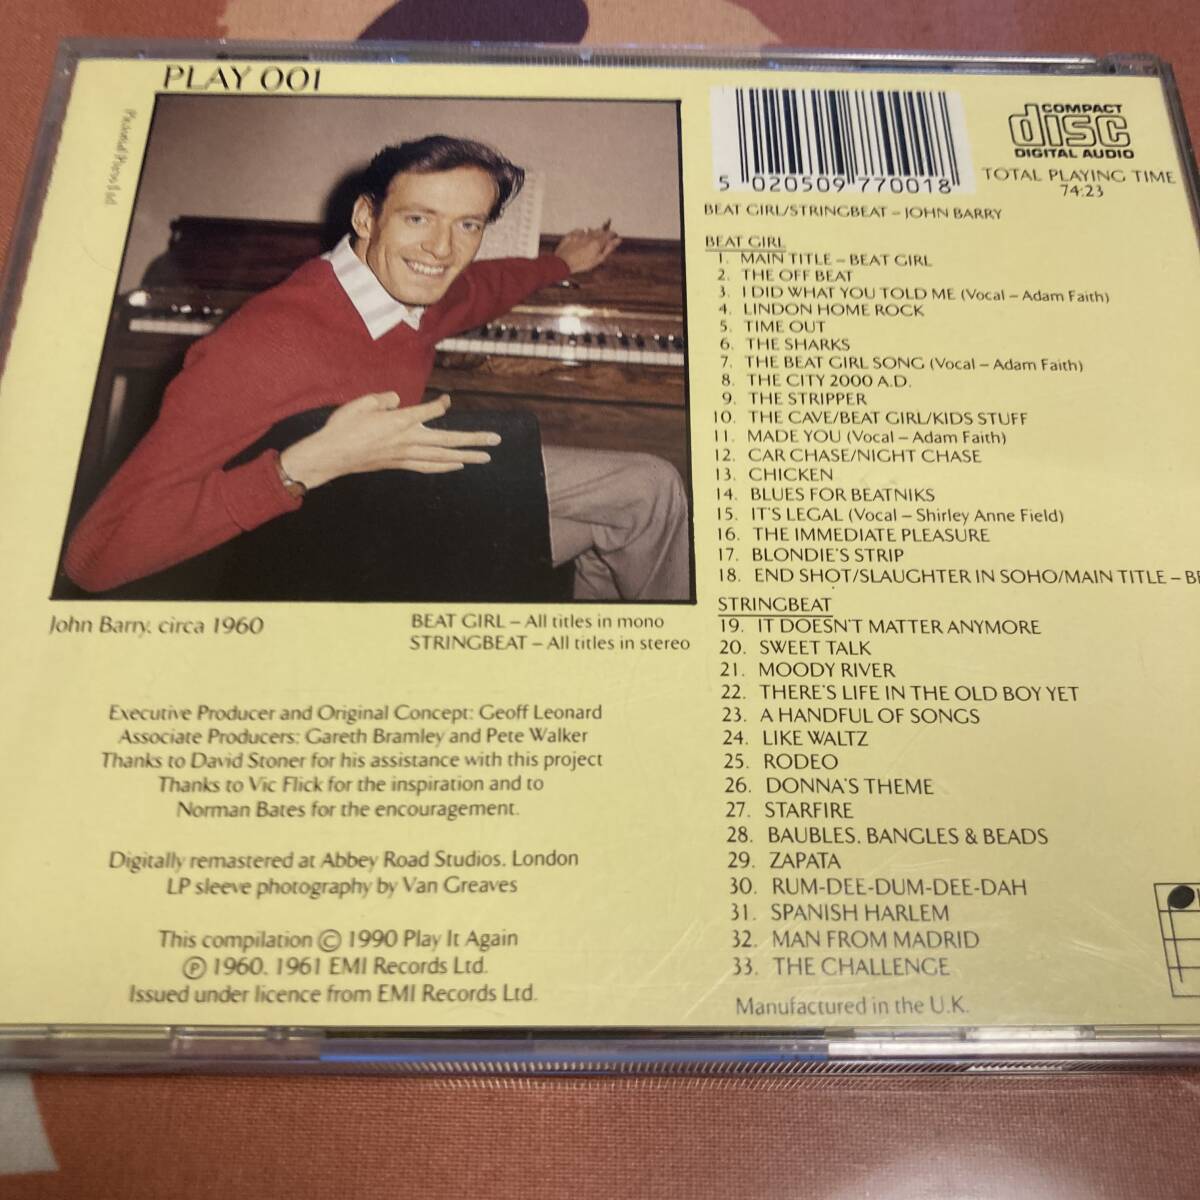 PLAY 001
5 020509 770018
COMPACT
disc
DIGITAL AUDIO
TOTAL PLAYING TIME
74:23
BEAT GIRL/STRINGBEAT – JOHN BARRY
BEAT GIRL
1. MAIN TITLE – BEAT GIRL
2. THE OFF BEAT
3. I DID WHAT YOU TOLD ME (Vocal – Adam Faith)
4. LINDON HOME ROCK
5. TIME OUT
6. THE SHARKS
7. THE BEAT GIRL SONG (Vocal – Adam Faith)
8. THE CITY 2000 A.D.
9. THE STRIPPER
10. THE CAVE/BEAT GIRL/KIDS STUFF
11. MADE YOU (Vocal – Adam Faith)
12. CAR CHASE/NIGHT CHASE
13. CHICKEN
14. BLUES FOR BEATNIKS
15. IT'S LEGAL (Vocal – Shirley Anne Field)
16. THE IMMEDIATE PLEASURE
17. BLONDIE'S STRIP
18. END SHOT/SLAUGHTER IN SOHO/MAIN TITLE – BE
STRINGBEAT
19. IT DOESN'T MATTER ANYMORE
20. SWEET TALK
21. MOODY RIVER
22. THERE'S LIFE IN THE OLD BOY YET
23. A HANDFUL OF SONGS
24. LIKE WALTZ
25. RODEO
26. DONNA'S THEME
27. STARFIRE
28. BAUBLES, BANGLES & BEADS
29. ZAPATA
30. RUM-DEE-DUM-DEE-DAH
31. SPANISH HARLEM
32. MAN FROM MADRID
33. THE CHALLENGE
Manufactured in the U.K.
John Barry, circa 1960
BEAT GIRL – All titles in mono
STRINGBEAT – All titles in stereo
Executive Producer and Original Concept: Geoff Leonard
Associate Producers: Gareth Bramley and Pete Walker
Thanks to David Stoner for his assistance with this project
Thanks to Vic Flick for the inspiration and to
Norman Bates for the encouragement.
Digitally remastered at Abbey Road Studios, London
LP sleeve photography by Van Greaves
This compilation © 1990 Play It Again
℗ 1960, 1961 EMI Records Ltd.
Issued under licence from EMI Records Ltd.